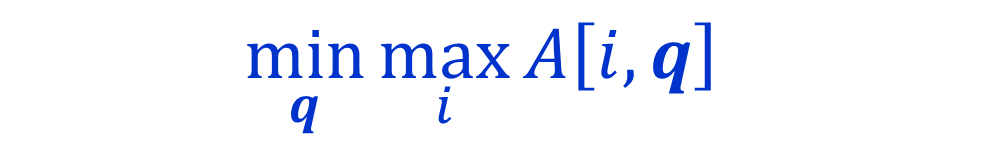 min max A[i, q]
q i